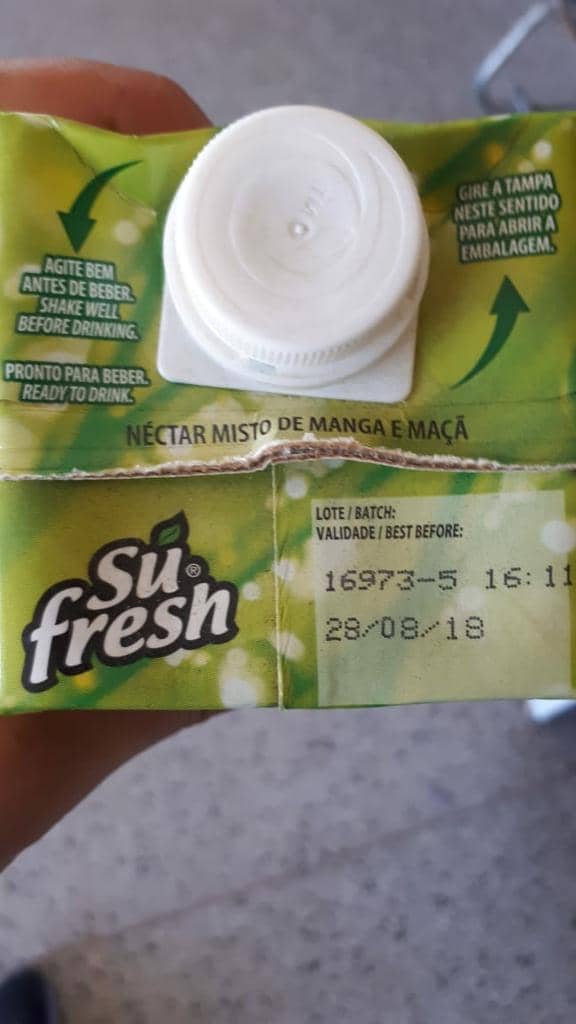 AGITE BEM
ANTES DE BEBER.
SHAKE WELL
BEFORE DRINKING.
PRONTO PARA BEBER.
READY TO DRINK.
GIRE A TAMPA
NESTE SENTIDO
PARA ABRIR A
EMBALAGEM.
NÉCTAR MISTO DE MANGA E MAÇÃ
Su
fresh®
LOTE / BATCH:
VALIDADE / BEST BEFORE:
16973-5 16:11
28/08/18